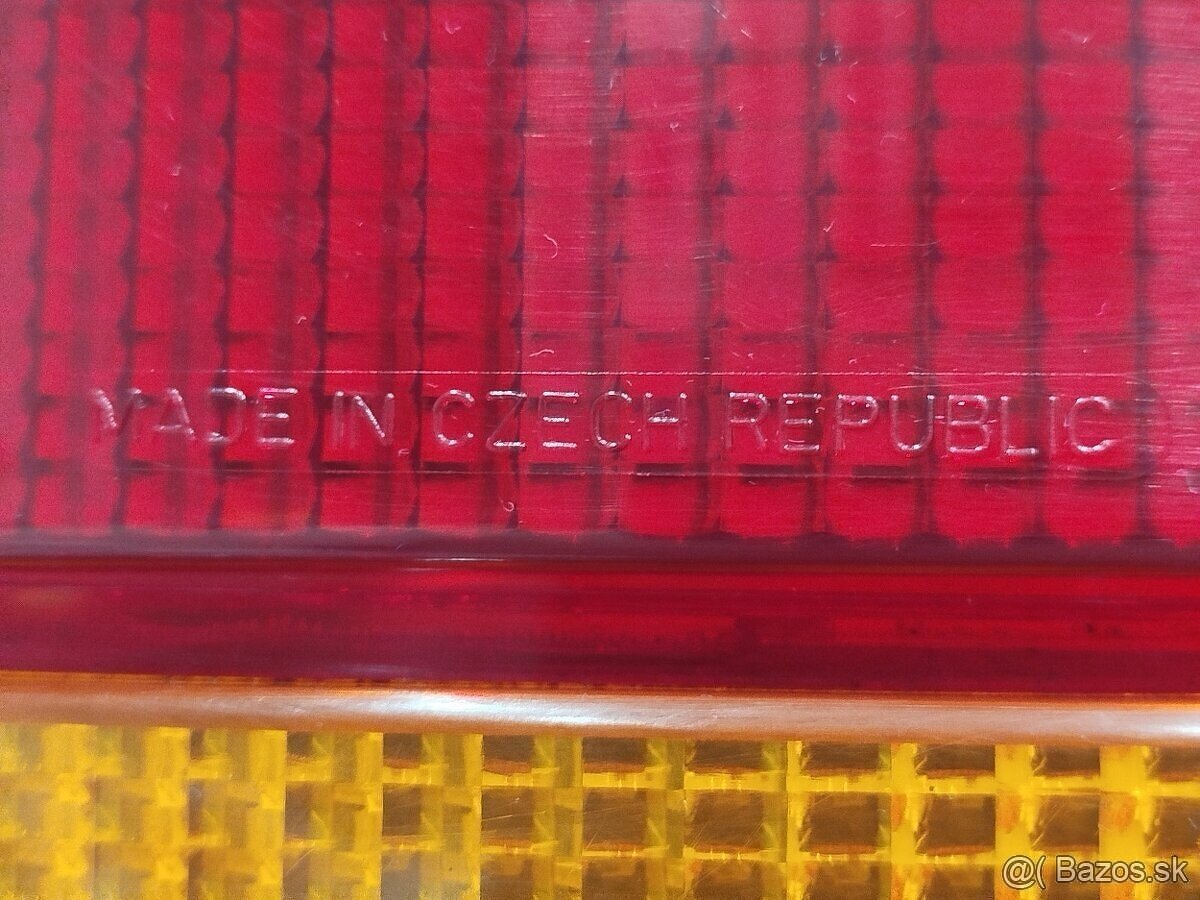 MADE IN CZECH REPUBLIC
@( Bazos.sk